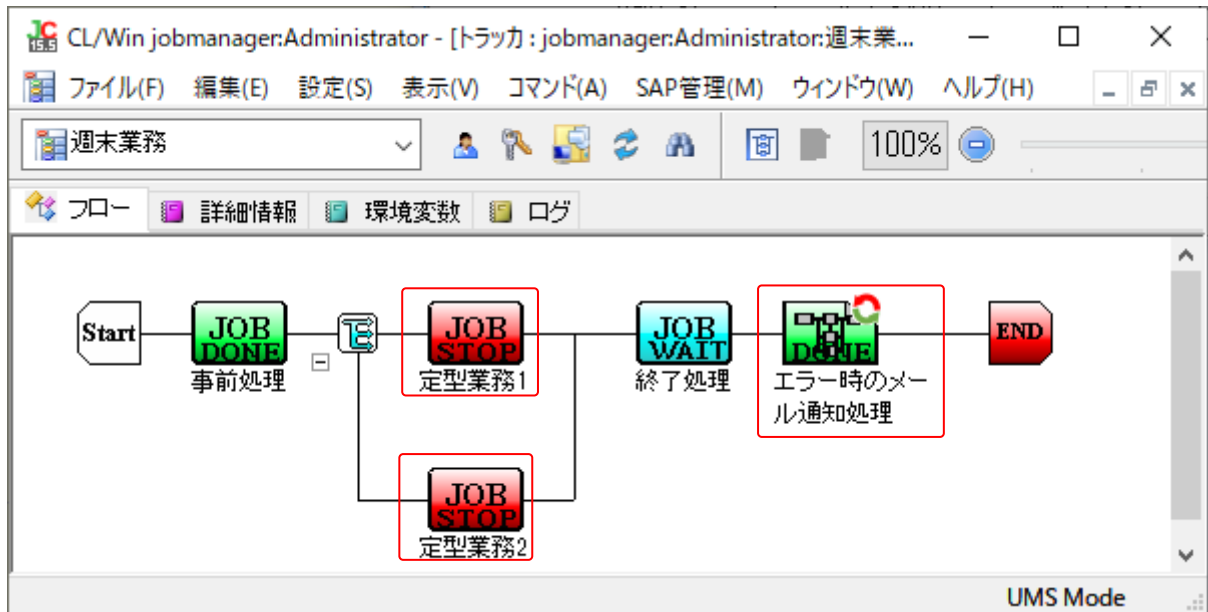 JC
15.5
CL/Win jobmanager:Administrator - [トラッカ : jobmanager:Administrator:週末業...
ファイル(F) 編集(E) 設定(S) 表示(V) コマンド(A) SAP管理(M) ウィンドウ(W) ヘルプ(H)
週末業務
100%
フロー 詳細情報 環境変数 ログ
Start
JOB
DONE
事前処理
JOB
STOP
定型業務1
JOB
WAIT
終了処理
DONE
エラー時のメー
ル通知処理
END
JOB
STOP
定型業務2
UMS Mode